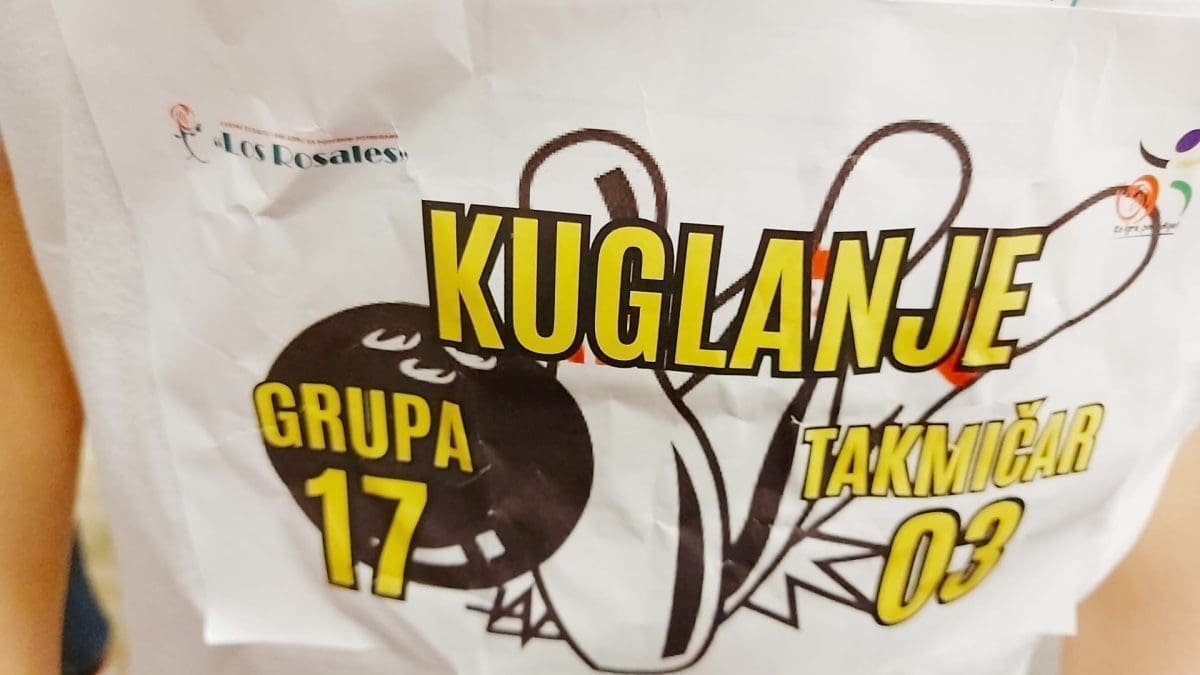 «Los Rosales»
KUGLANJE
GRUPA
17
TAKMIČAR
03